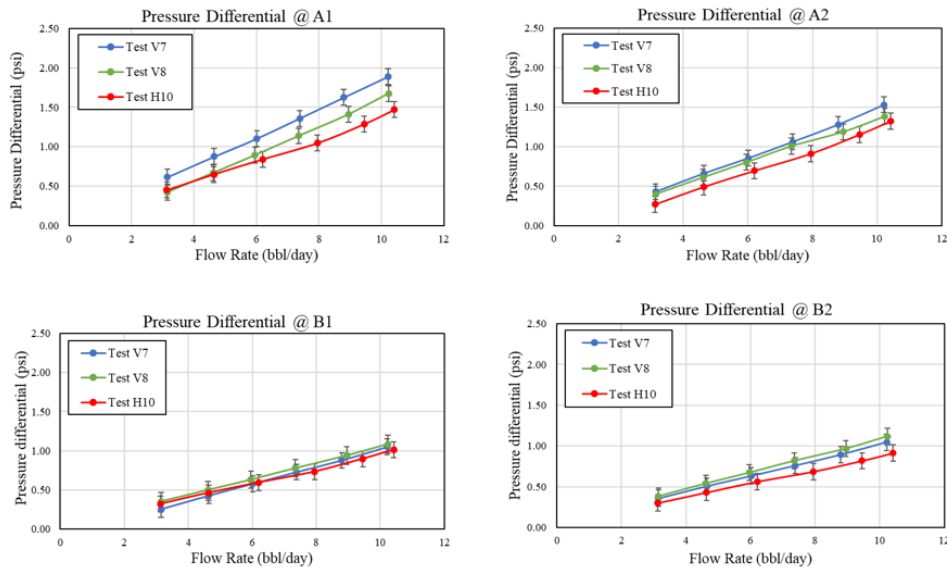 Pressure Differential @ A1
Pressure Differential (psi)
2.50
2.00
1.50
1.00
0.50
0.00
Test V7
Test V8
Test H10
0 2 4 6 8 10 12
Flow Rate (bbl/day)
Pressure Differential @ A2
Pressure Differential (psi)
2.50
2.00
1.50
1.00
0.50
0.00
Test V7
Test V8
Test H10
0 2 4 6 8 10 12
Flow Rate (bbl/day)
Pressure Differential @ B1
Pressure differential (psi)
2.50
2.00
1.50
1.00
0.50
0.00
Test V7
Test V8
Test H10
0 2 4 6 8 10 12
Flow Rate (bbl/day)
Pressure Differential @ B2
Pressure differential (psi)
2.50
2.00
1.50
1.00
0.50
0.00
Test V7
Test V8
Test H10
0 2 4 6 8 10 12
Flow Rate (bbl/day)